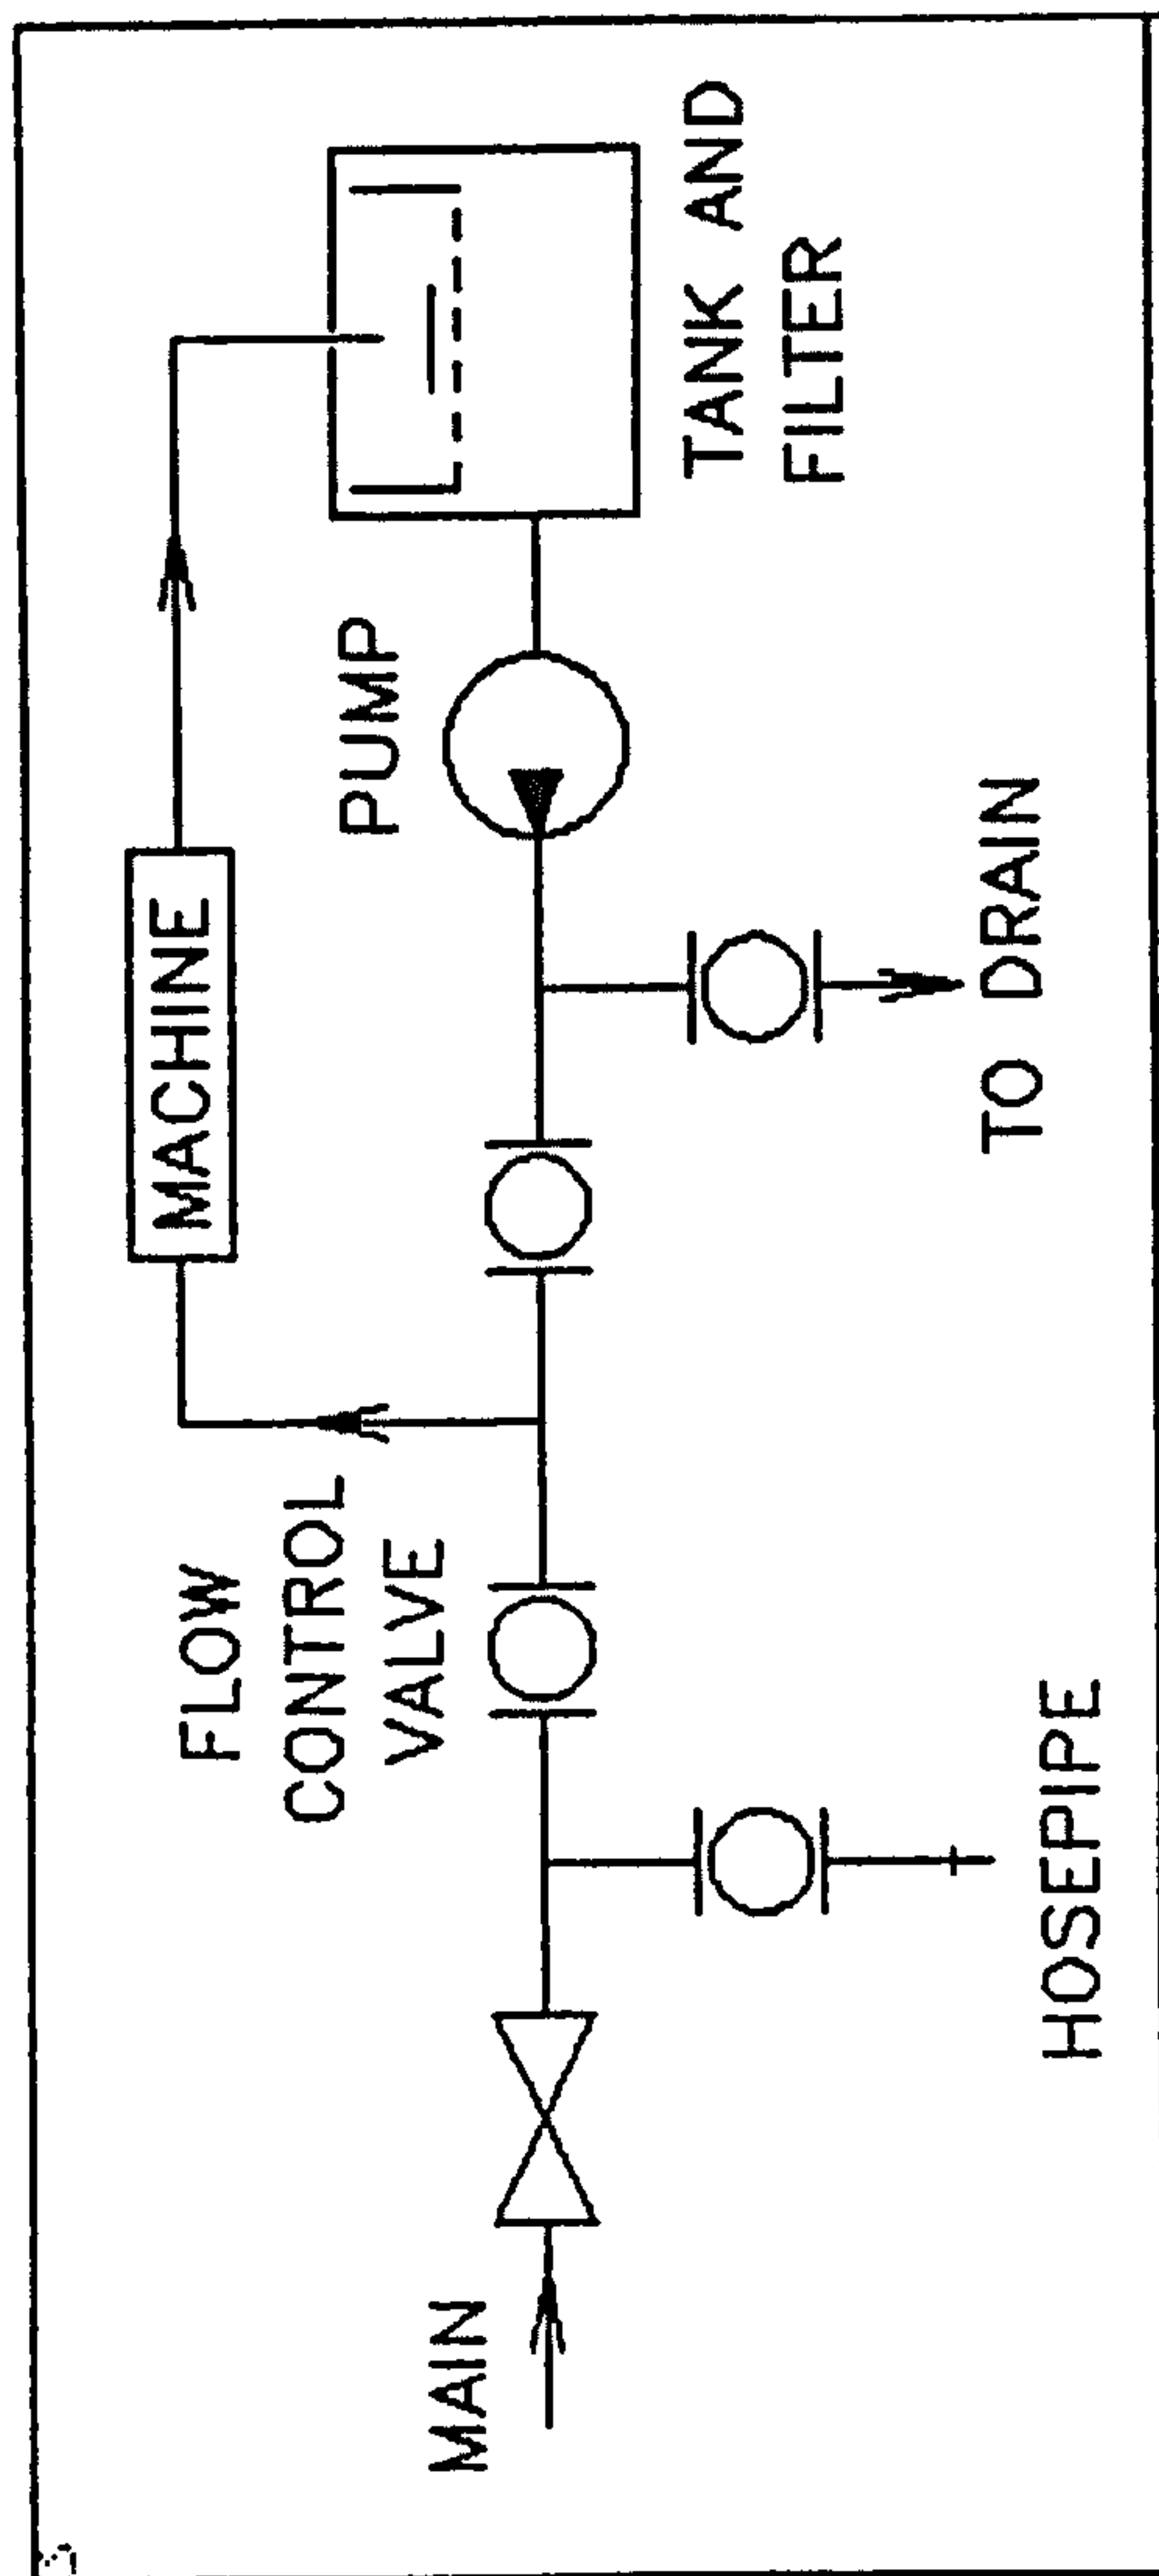 MACHINE
FLOW
CONTROL
VALVE
PUMP
MAIN
TANK AND
FILTER
TO DRAIN
HOSEPIPE